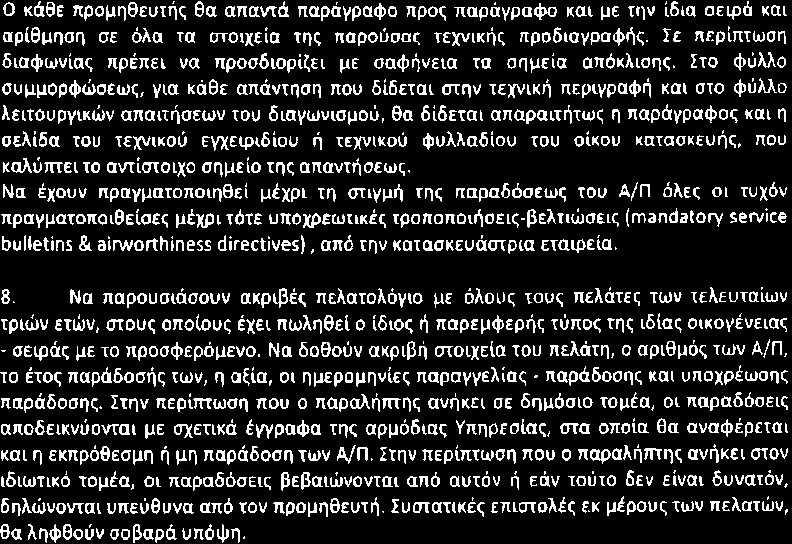 Ο κάθε προμηθευτής θα απαντά παράγραφο προς παράγραφο και με την ίδια σειρά και
αρίθμηση σε όλα τα στοιχεία της παρούσας τεχνικής προδιαγραφής. Σε περίπτωση
διαφωνίας πρέπει να προσδιορίζει με σαφήνεια τα σημεία απόκλισης. Στο φύλλο
συμμορφώσεως, για κάθε απάντηση που δίδεται στην τεχνική περιγραφή και στο φύλλο
λειτουργικών απαιτήσεων του διαγωνισμού, θα δίδεται απαραιτήτως η παράγραφος και η
σελίδα του τεχνικού εγχειριδίου ή τεχνικού φυλλαδίου του οίκου κατασκευής, που
καλύπτει το αντίστοιχο σημείο της απαντήσεως.
Να έχουν πραγματοποιηθεί μέχρι τη στιγμή της παραδόσεως του Α/Π όλες οι τυχόν
πραγματοποιθείσες μέχρι τότε υποχρεωτικές τροποποιήσεις-βελτιώσεις (mandatory service
bulletins & airworthiness directives) , από την κατασκευάστρια εταιρεία.
8. Να παρουσιάσουν ακριβές πελατολόγιο με όλους τους πελάτες των τελευταίων
τριών ετών, στους οποίους έχει πωληθεί ο ίδιος ή παρεμφερής τύπος της ιδίας οικογένειας
- σειράς με το προσφερόμενο. Να δοθούν ακριβή στοιχεία του πελάτη, ο αριθμός των Α/Π,
το έτος παράδοσής των, η αξία, οι ημερομηνίες παραγγελίας - παράδοσης και υποχρέωσης
παράδοσης. Στην περίπτωση που ο παραλήπτης ανήκει σε δημόσιο τομέα, οι παραδόσεις
αποδεικνύονται με σχετικά έγγραφα της αρμόδιας Υπηρεσίας, στα οποία θα αναφέρεται
και η εκπρόθεσμη ή μη παράδοση των Α/Π. Στην περίπτωση που ο παραλήπτης ανήκει στον
ιδιωτικό τομέα, οι παραδόσεις βεβαιώνονται από αυτόν ή εάν τούτο δεν είναι δυνατόν,
δηλώνονται υπεύθυνα από τον προμηθευτή. Συστατικές επιστολές εκ μέρους των πελατών,
θα ληφθούν σοβαρά υπόψη.